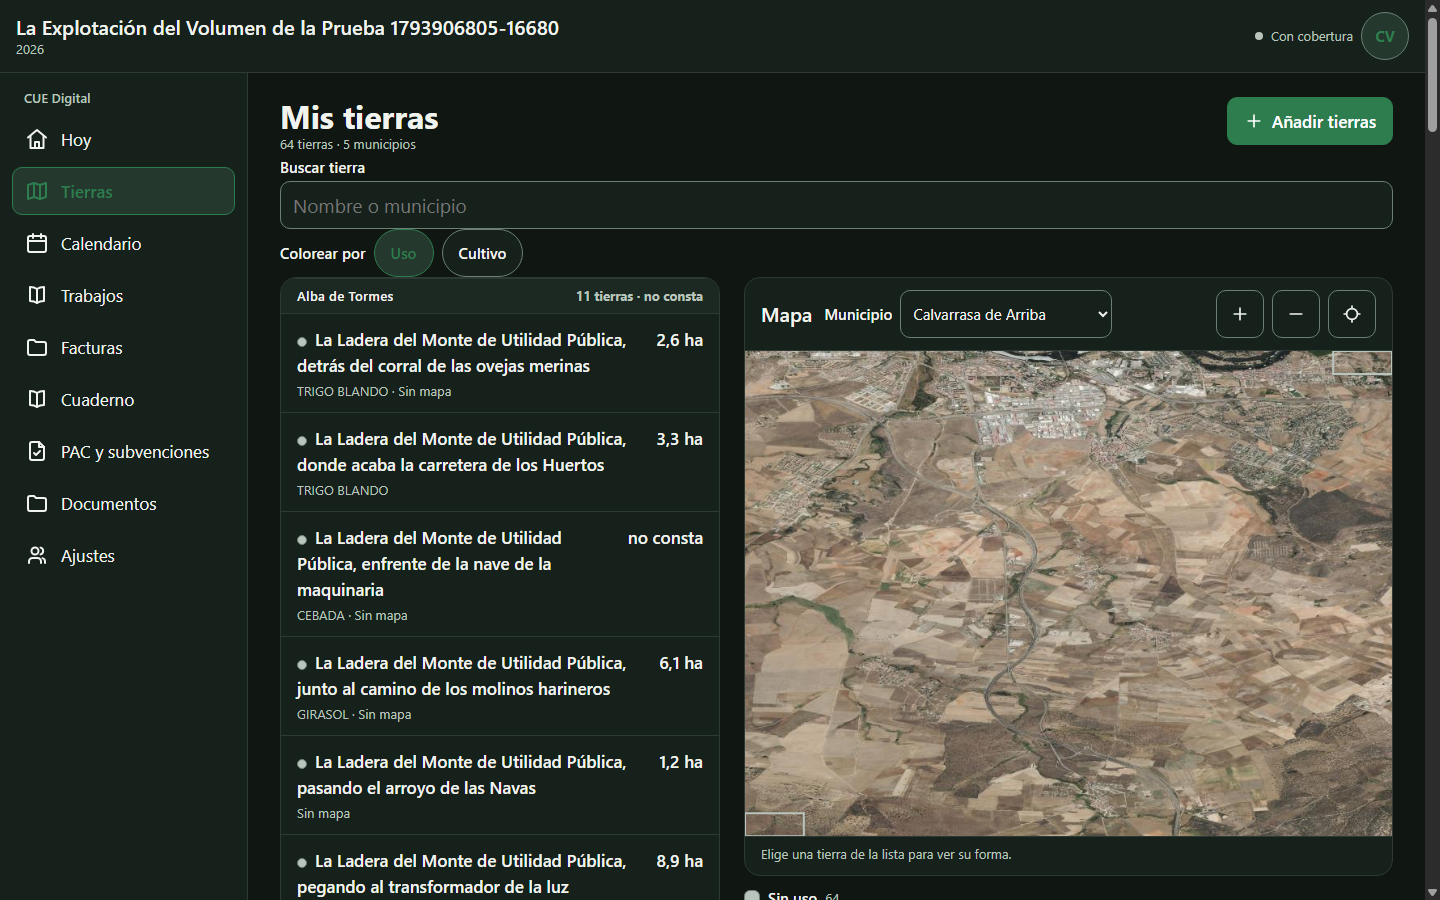 La Explotación del Volumen de la Prueba 1793906805-16680
2026
Con cobertura
CV
CUE Digital
Hoy
Tierras
Calendario
Trabajos
Facturas
Cuaderno
PAC y subvenciones
Documentos
Ajustes
Mis tierras
64 tierras · 5 municipios
Añadir tierras
Buscar tierra
Nombre o municipio
Colorear por
Uso
Cultivo
Alba de Tormes
11 tierras · no consta
La Ladera del Monte de Utilidad Pública,
detrás del corral de las ovejas merinas
2,6 ha
TRIGO BLANDO · Sin mapa
La Ladera del Monte de Utilidad Pública,
donde acaba la carretera de los Huertos
3,3 ha
TRIGO BLANDO
La Ladera del Monte de Utilidad
Pública, enfrente de la nave de la
maquinaria
no consta
CEBADA · Sin mapa
La Ladera del Monte de Utilidad Pública,
junto al camino de los molinos harineros
6,1 ha
GIRASOL · Sin mapa
La Ladera del Monte de Utilidad Pública,
pasando el arroyo de las Navas
1,2 ha
Sin mapa
La Ladera del Monte de Utilidad Pública,
pegando al transformador de la luz
8,9 ha
Mapa
Municipio
Calvarrasa de Arriba
Elige una tierra de la lista para ver su forma.
Sin uso 64